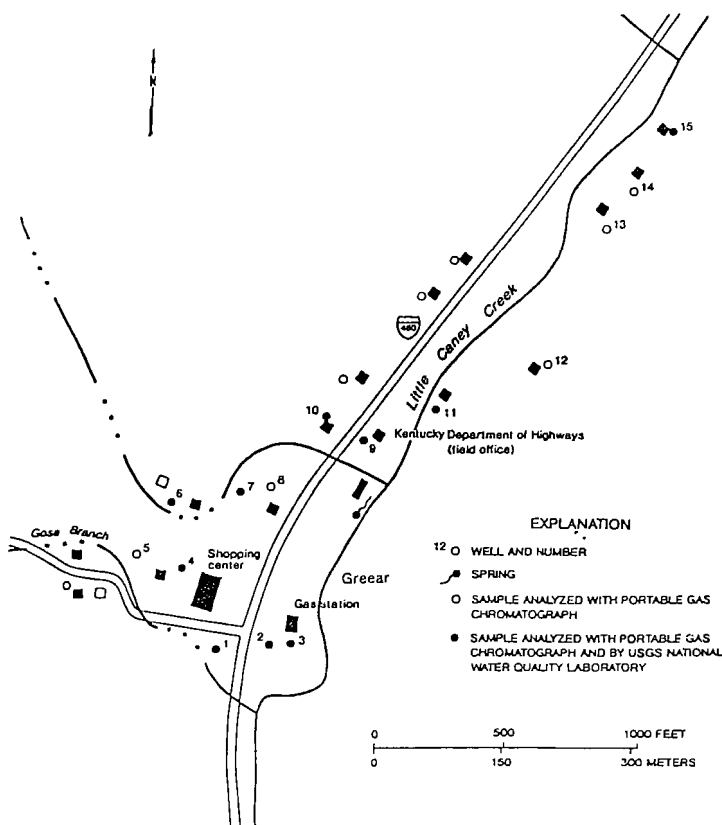 N
15
14
13
460
Little Caney Creek
12
10
11
9
Kentucky Department of Highways
(field office)
7
8
6
Gose Branch
5
4
Shopping
center
Greear
Gas station
1
2
3
EXPLANATION
12 WELL AND NUMBER
SPRING
SAMPLE ANALYZED WITH PORTABLE GAS
CHROMATOGRAPH
SAMPLE ANALYZED WITH PORTABLE GAS
CHROMATOGRAPH AND BY USGS NATIONAL
WATER QUALITY LABORATORY
0 500 1000 FEET
0 150 300 METERS